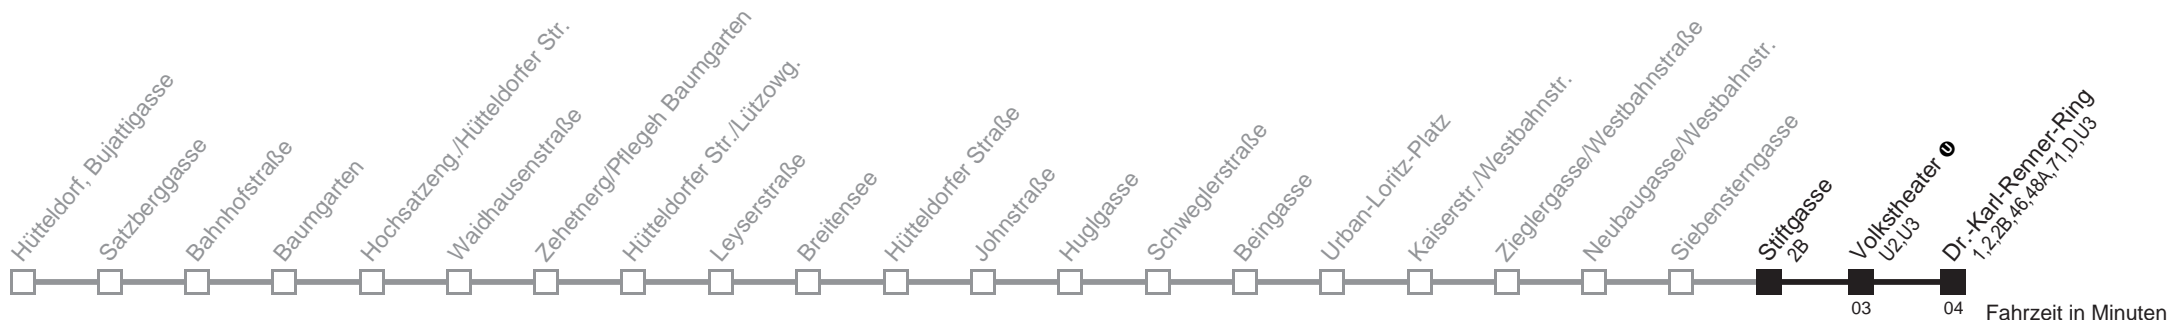 Hütteldorf, Bujattigasse
Satzberggasse
Bahnhofstraße
Baumgarten
Hochsatzeng./Hütteldorfer Str.
Waidhausenstraße
Zehetnerg/Pflegeh Baumgarten
Hütteldorfer Str./Lützowg.
Leyserstraße
Breitensee
Hütteldorfer Straße
Johnstraße
Huglgasse
Schweglerstraße
Beingasse
Urban-Loritz-Platz
Kaiserstr./Westbahnstr.
Zieglergasse/Westbahnstraße
Neubaugasse/Westbahnstr.
Siebensterngasse
Stiftgasse
2B
Volkstheater U
U2,U3
Dr.-Karl-Renner-Ring
1,2,2B,46,48A,71,D,U3
03
04
Fahrzeit in Minuten